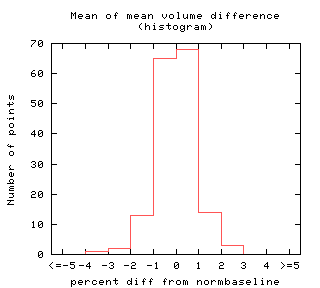 Mean of mean volume difference
(histogram)
70
60
50
40
30
20
10
0
Number of points
<=-5 -4 -3 -2 -1 0 1 2 3 4 >=5
percent diff from normbaseline